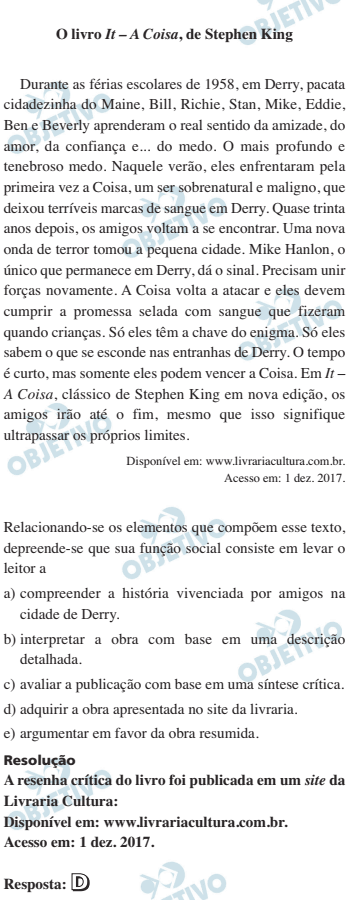 O livro It – A Coisa, de Stephen King
Durante as férias escolares de 1958, em Derry, pacata
cidadezinha do Maine, Bill, Richie, Stan, Mike, Eddie,
Ben e Beverly aprenderam o real sentido da amizade, do
amor, da confiança e... do medo. O mais profundo e
tenebroso medo. Naquele verão, eles enfrentaram pela
primeira vez a Coisa, um ser sobrenatural e maligno, que
deixou terríveis marcas de sangue em Derry. Quase trinta
anos depois, os amigos voltam a se encontrar. Uma nova
onda de terror tomou a pequena cidade. Mike Hanlon, o
único que permanece em Derry, dá o sinal. Precisam unir
forças novamente. A Coisa volta a atacar e eles devem
cumprir a promessa selada com sangue que fizeram
quando crianças. Só eles têm a chave do enigma. Só eles
sabem o que se esconde nas entranhas de Derry. O tempo
é curto, mas somente eles podem vencer a Coisa. Em It –
A Coisa, clássico de Stephen King em nova edição, os
amigos irão até o fim, mesmo que isso signifique
ultrapassar os próprios limites.
Disponível em: www.livrariacultura.com.br.
Acesso em: 1 dez. 2017.
Relacionando-se os elementos que compõem esse texto,
depreende-se que sua função social consiste em levar o
leitor a
a) compreender a história vivenciada por amigos na
cidade de Derry.
b) interpretar a obra com base em uma descrição
detalhada.
c) avaliar a publicação com base em uma síntese crítica.
d) adquirir a obra apresentada no site da livraria.
e) argumentar em favor da obra resumida.
Resolução
A resenha crítica do livro foi publicada em um site da
Livraria Cultura:
Disponível em: www.livrariacultura.com.br.
Acesso em: 1 dez. 2017.
Resposta: D
OBJETIVO